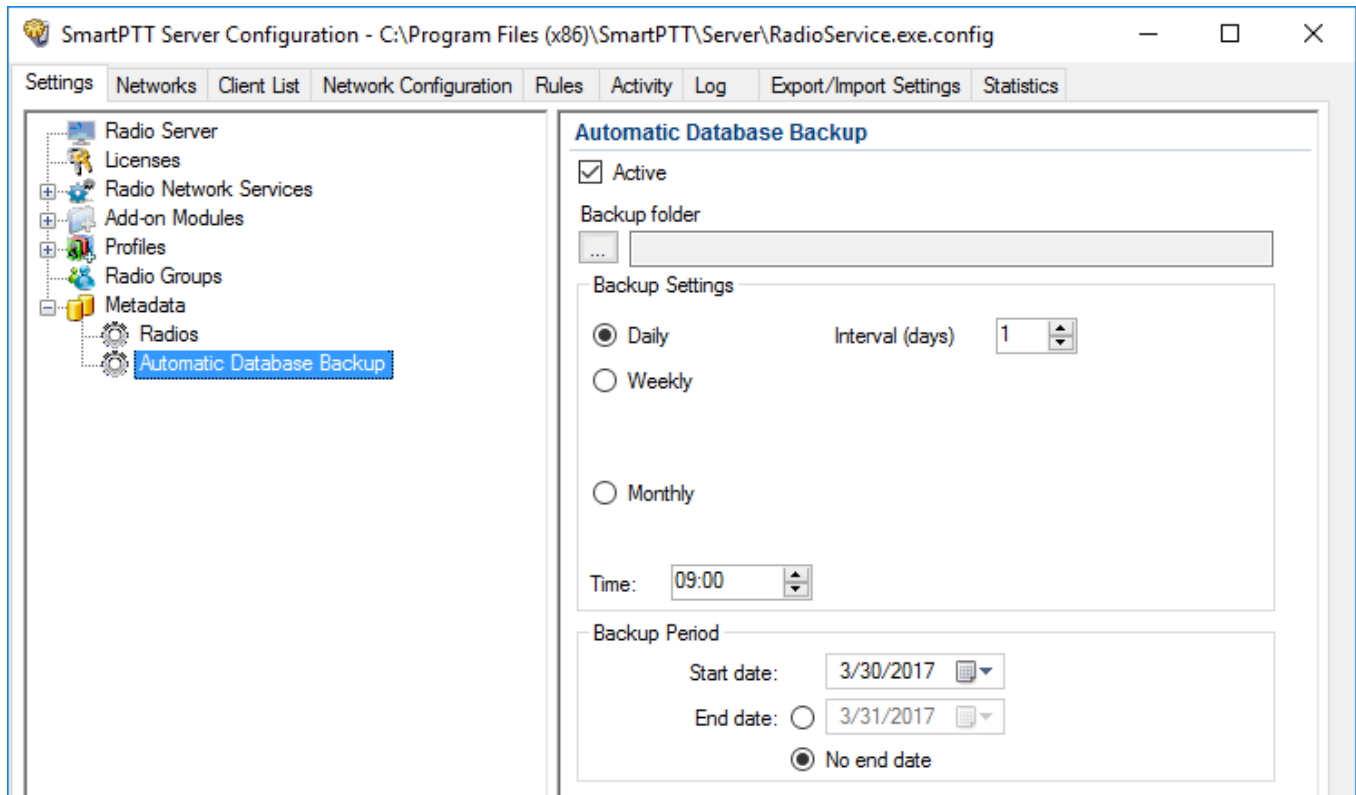 SmartPTT Server Configuration - C:\Program Files (x86)\SmartPTT\Server\RadioService.exe.config
Settings Networks Client List Network Configuration Rules Activity Log Export/Import Settings Statistics
Radio Server
Licenses
Radio Network Services
Add-on Modules
Profiles
Radio Groups
Metadata
Radios
Automatic Database Backup
Automatic Database Backup
Active
Backup folder
...
Backup Settings
Daily Interval (days) 1
Weekly
Monthly
Time: 09:00
Backup Period
Start date: 3/30/2017
End date: 3/31/2017
No end date